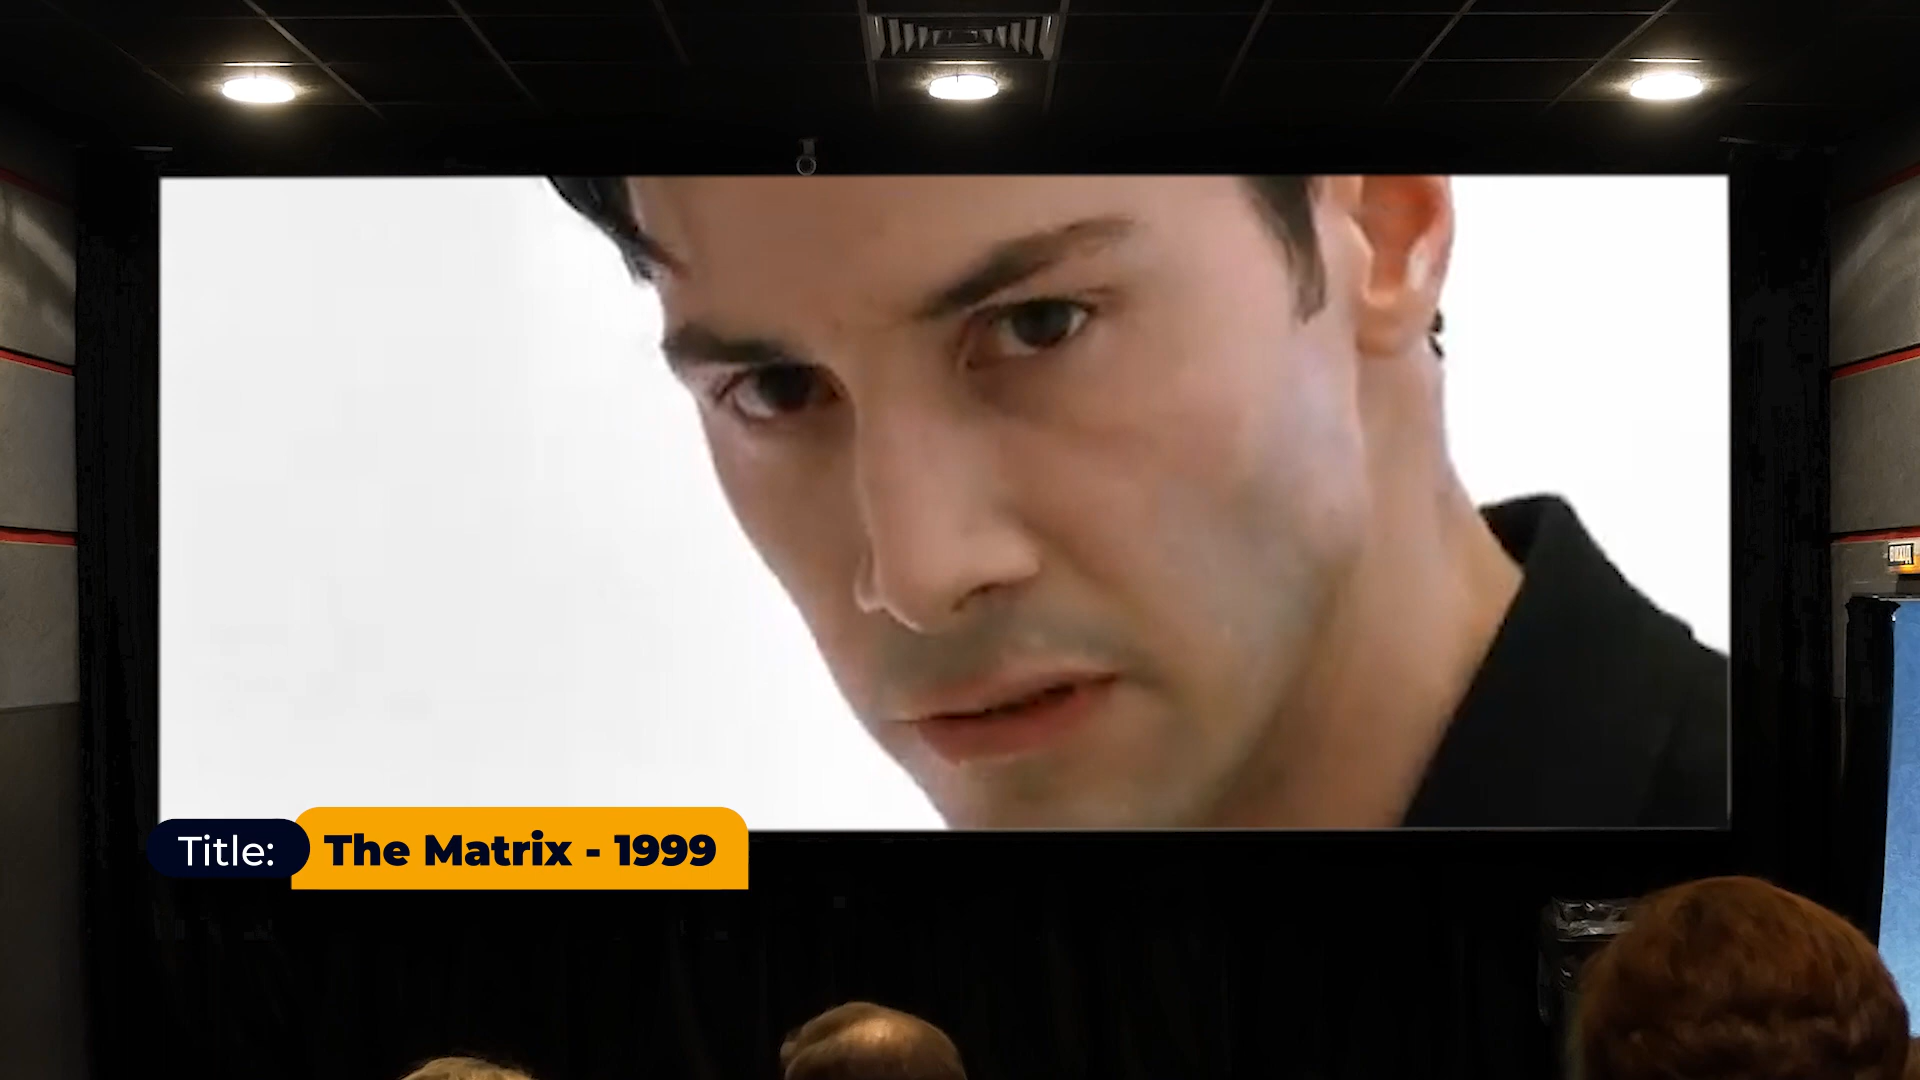 Title: The Matrix - 1999